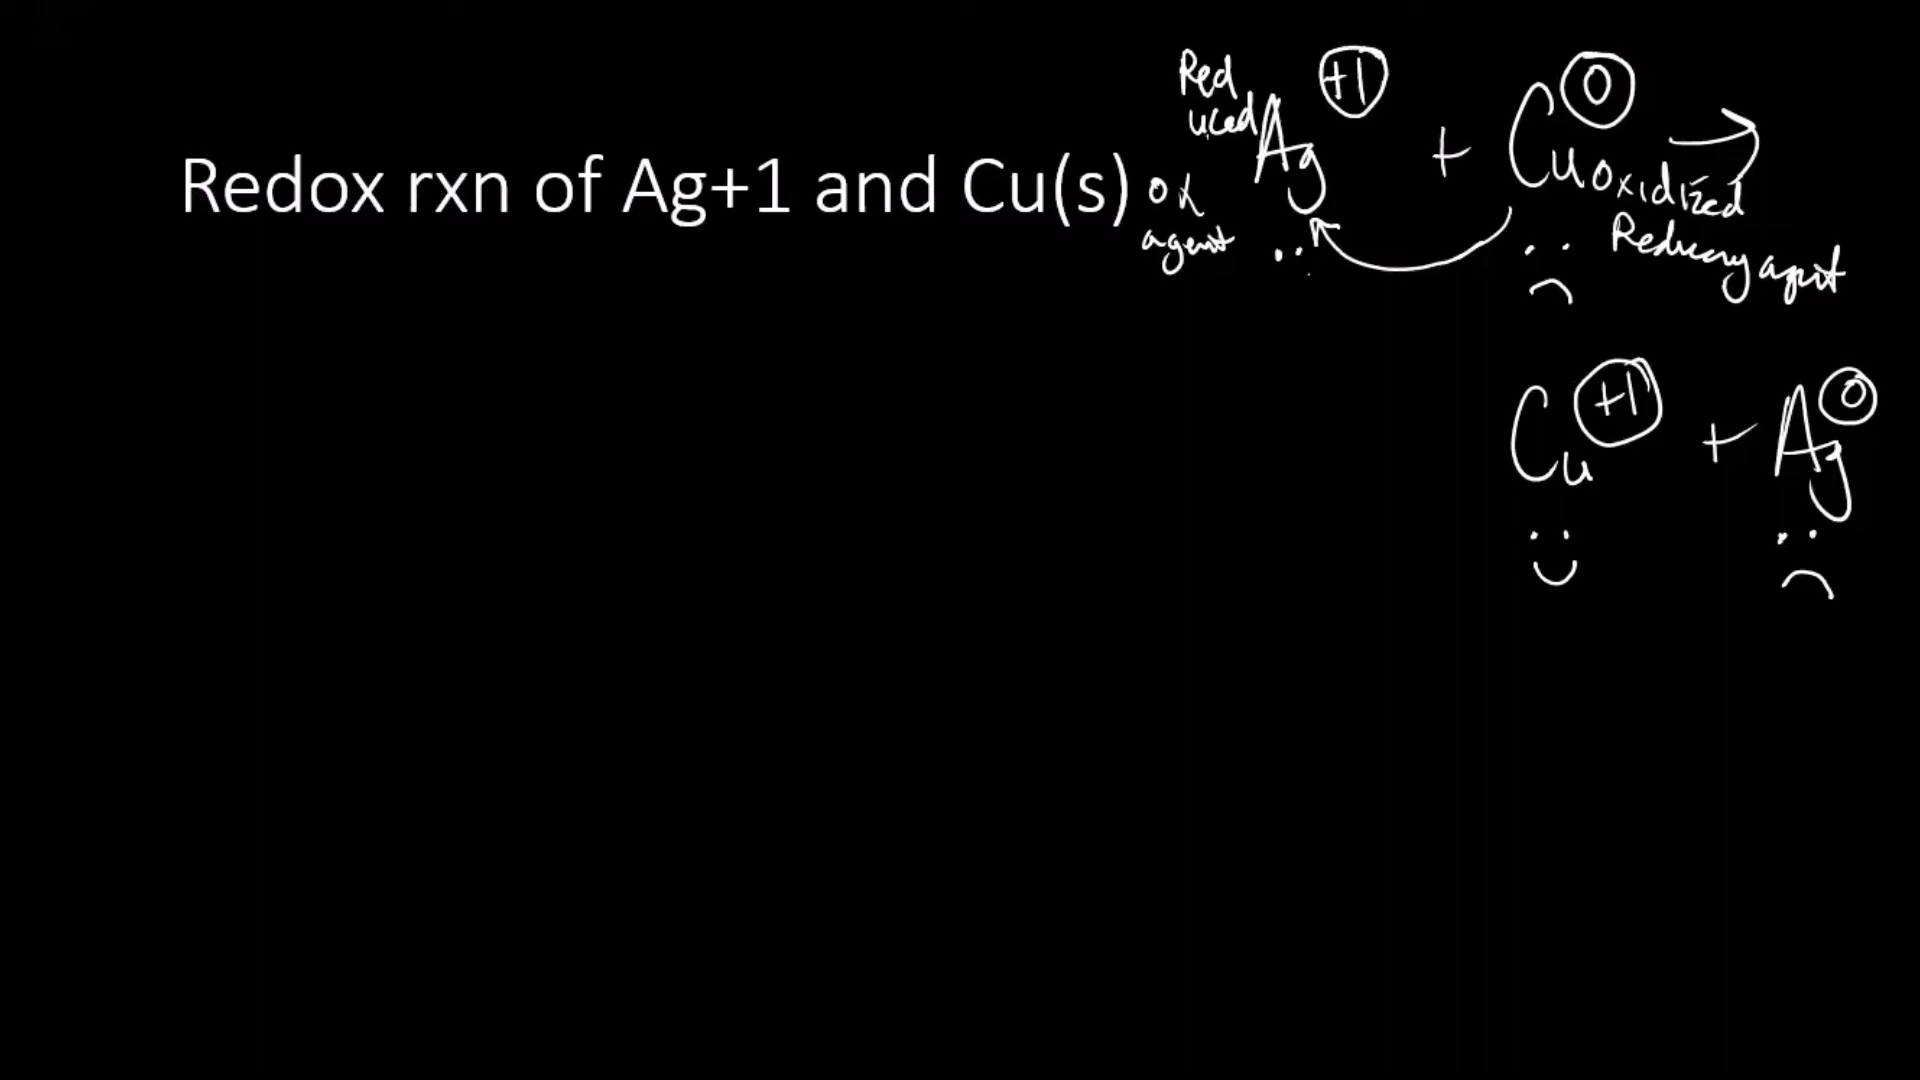 Redox rxn of Ag+1 and Cu(s)
Red
uced Ag +1 + Cu 0 →
ox
agent
oxidized
Reducing agent
Cu +1 + Ag 0